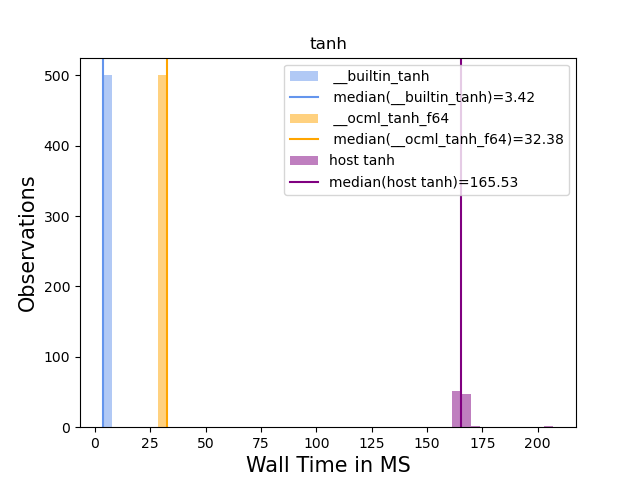 tanh
500
400
300
200
100
0
Observations
__builtin_tanh
median(__builtin_tanh)=3.42
__ocml_tanh_f64
median(__ocml_tanh_f64)=32.38
host tanh
median(host tanh)=165.53
0 25 50 75 100 125 150 175 200
Wall Time in MS